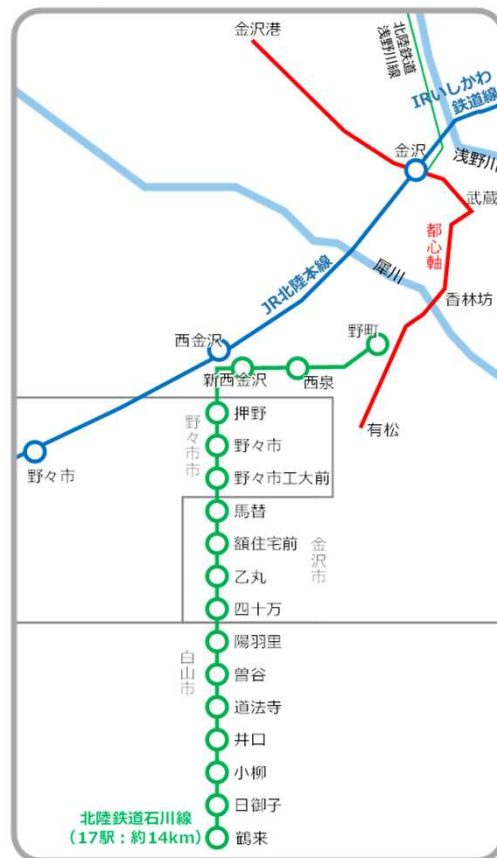 金沢港
北陸鉄道
浅野川線
IRいしかわ
鉄道線
金沢
浅野川
武蔵
都心軸
犀川
香林坊
JR北陸本線
野町
西金沢
新西金沢
西泉
有松
押野
野々市市
野々市
野々市
野々市工大前
馬替
額住宅前
金沢市
乙丸
四十万
陽羽里
白山市
曽谷
道法寺
井口
小柳
日御子
北陸鉄道石川線
（17駅：約14km）
鶴来